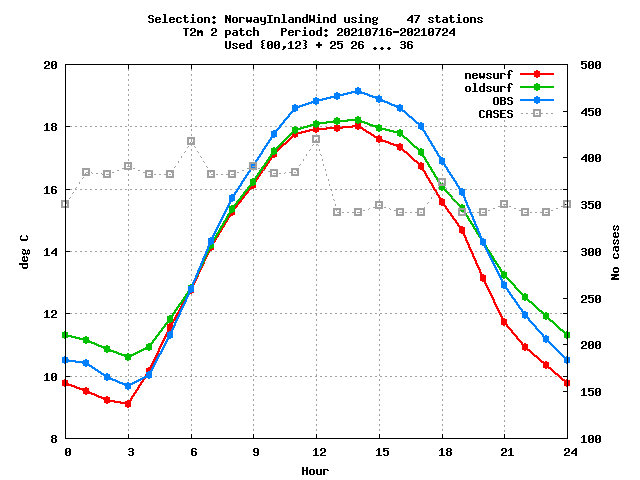 Selection: NorwayInlandWind using    47 stations
T2m 2 patch   Period: 20210716-20210724
Used {00,12} + 25 26 ... 36
newsurf
oldsurf
OBS
CASES
20
18
16
14
12
10
8
deg C
500
450
400
350
300
250
200
150
100
No cases
0 3 6 9 12 15 18 21 24
Hour